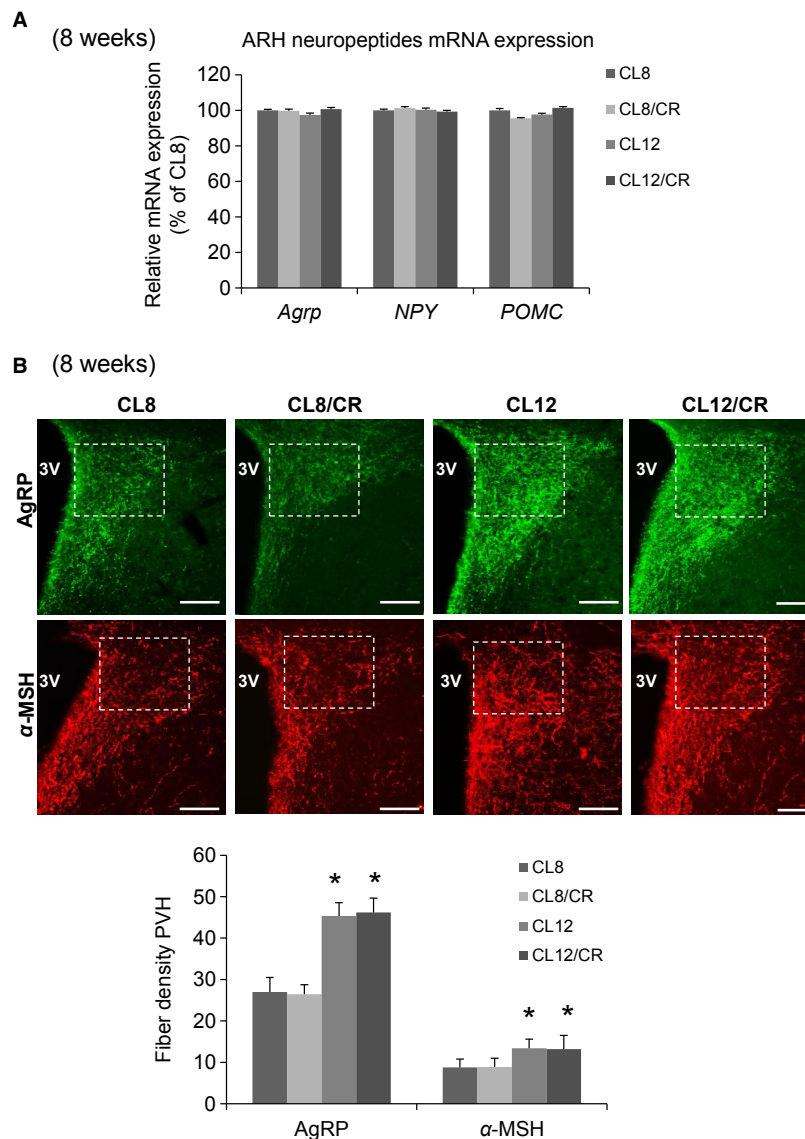 A
(8 weeks)
ARH neuropeptides mRNA expression
Relative mRNA expression
(% of CL8)
120
100
80
60
40
20
0
Agrp
NPY
POMC
CL8
CL8/CR
CL12
CL12/CR
B
(8 weeks)
CL8
CL8/CR
CL12
CL12/CR
AgRP
3V
3V
3V
3V
α-MSH
3V
3V
3V
3V
Fiber density PVH
60
50
40
30
20
10
0
* *
* *
AgRP
α-MSH
CL8
CL8/CR
CL12
CL12/CR